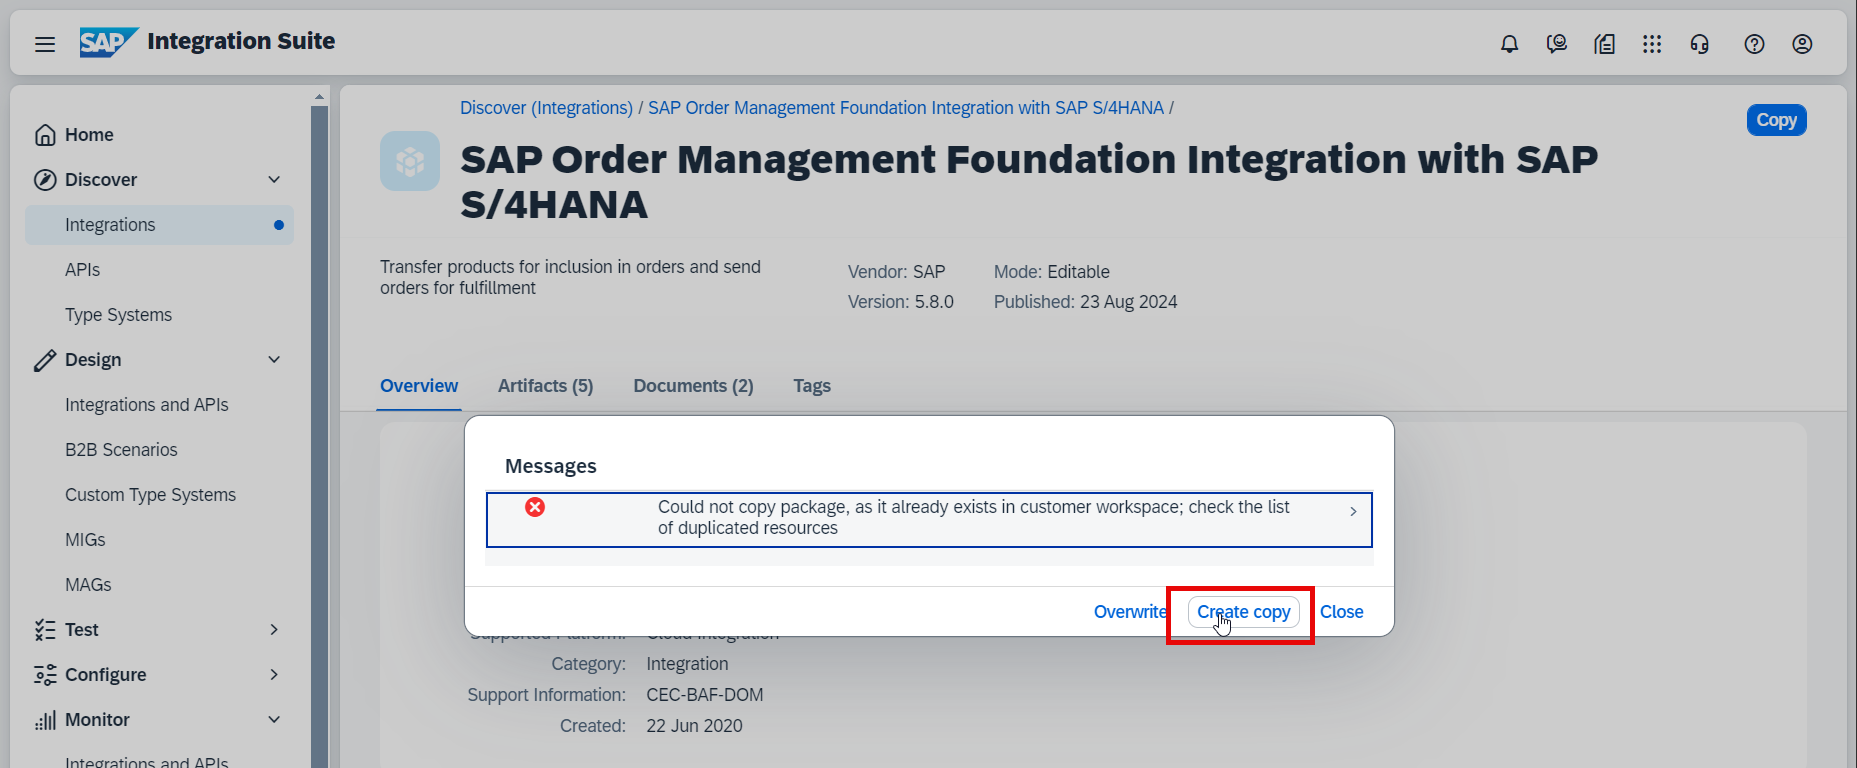 SAP Integration Suite
Home
Discover
Integrations
APIs
Type Systems
Design
Integrations and APIs
B2B Scenarios
Custom Type Systems
MIGs
MAGs
Test
Configure
Monitor
Integrations and APIs
Discover (Integrations) / SAP Order Management Foundation Integration with SAP S/4HANA /
Copy
SAP Order Management Foundation Integration with SAP
S/4HANA
Transfer products for inclusion in orders and send
orders for fulfillment
Vendor: SAP
Mode: Editable
Version: 5.8.0
Published: 23 Aug 2024
Overview
Artifacts (5)
Documents (2)
Tags
Messages
Could not copy package, as it already exists in customer workspace; check the list
of duplicated resources
Overwrite
Create copy
Close
Supported Platform: Cloud Integration
Category: Integration
Support Information: CEC-BAF-DOM
Created: 22 Jun 2020